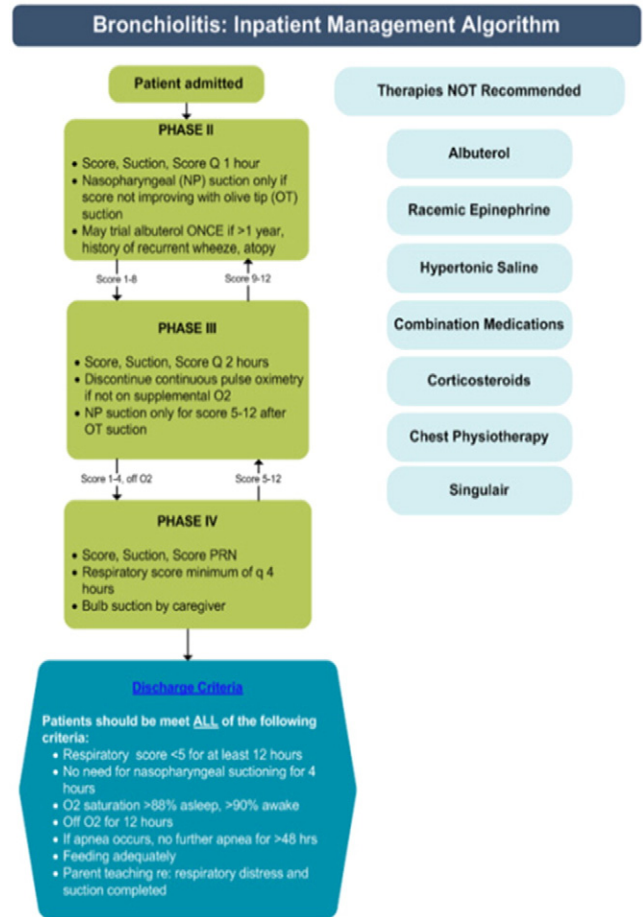 Bronchiolitis: Inpatient Management Algorithm
Patient admitted
PHASE II
• Score, Suction, Score Q 1 hour
• Nasopharyngeal (NP) suction only if
score not improving with olive tip (OT)
suction
• May trial albuterol ONCE if >1 year,
history of recurrent wheeze, atopy
Score 1-8
Score 9-12
PHASE III
• Score, Suction, Score Q 2 hours
• Discontinue continuous pulse oximetry
if not on supplemental O2
• NP suction only for score 5-12 after
OT suction
Score 1-4, off O2
Score 5-12
PHASE IV
• Score, Suction, Score PRN
• Respiratory score minimum of q 4
hours
• Bulb suction by caregiver
Discharge Criteria
Patients should be meet ALL of the following
criteria:
• Respiratory score <5 for at least 12 hours
• No need for nasopharyngeal suctioning for 4
hours
• O2 saturation >88% asleep, >90% awake
• Off O2 for 12 hours
• If apnea occurs, no further apnea for >48 hrs
• Feeding adequately
• Parent teaching re: respiratory distress and
suction completed
Therapies NOT Recommended
Albuterol
Racemic Epinephrine
Hypertonic Saline
Combination Medications
Corticosteroids
Chest Physiotherapy
Singulair